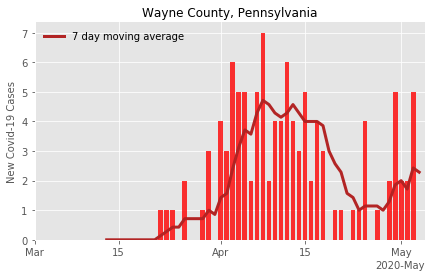 Wayne County, Pennsylvania
7 day moving average
New Covid-19 Cases
7
6
5
4
3
2
1
0
Mar 15 Apr 15 May
2020-May